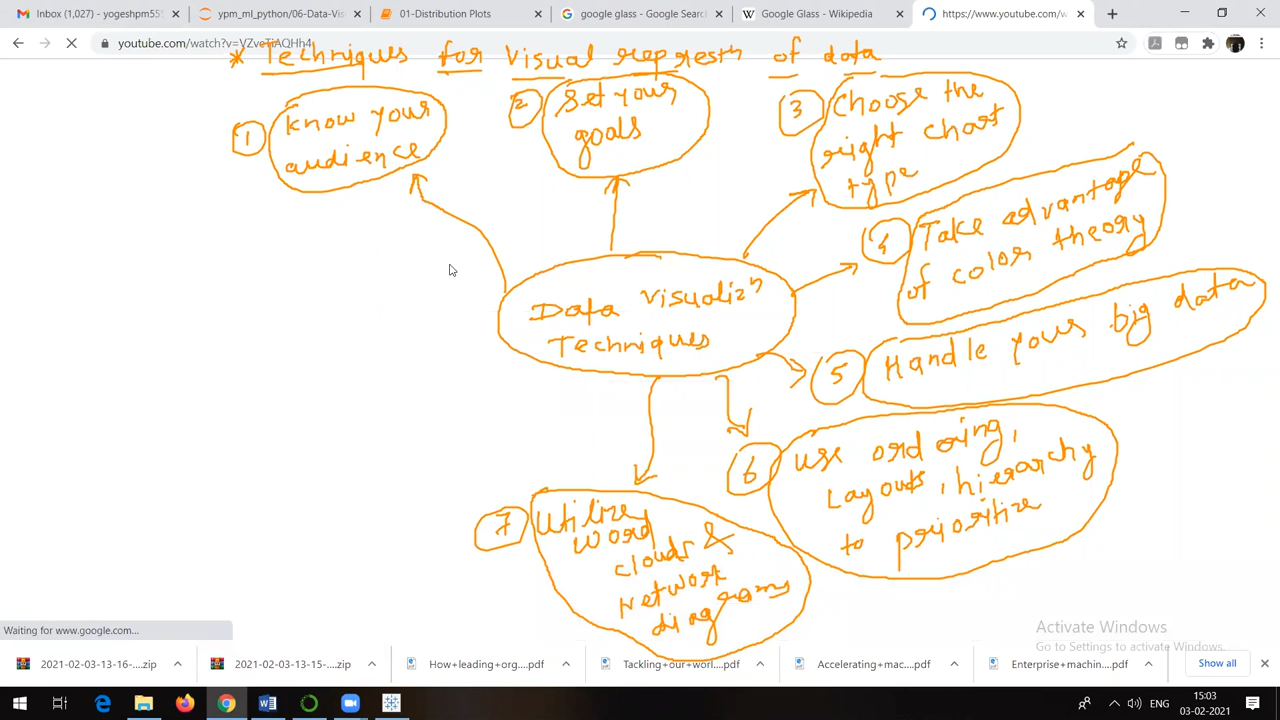 Inbox (1,027) - yogeshpm555
ypm_ml_python/06-Data-Vis
01-Distribution Plots
google glass - Google Search
Google Glass - Wikipedia
https://www.youtube.com/w
youtube.com/watch?v=VZveTiAQHh4
* Techniques for Visual represth of data
1 Know your
audience
2 Set your
goals
3 Choose the
right chart
type
4 Take advantage
of color theory
Data Visualizn
Techniques
5 Handle yours big data
6 Use ordering,
Layouts, hierarchy
to prioritize
7 Utilize
Word
clouds &
Network
diagrams
Activate Windows
Go to Settings to activate Windows.
Waiting for www.google.com...
2021-02-03-13-16-....zip
2021-02-03-13-15-....zip
How+leading+org....pdf
Tackling+our+worl....pdf
Accelerating+mac....pdf
Enterprise+machin....pdf
Show all
ENG
15:03
03-02-2021